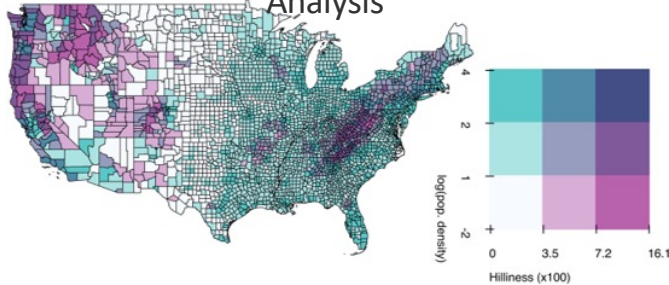 Analysis
4
2
1
-2
log(pop. density)
0 3.5 7.2 16.1
Hilliness (x100)